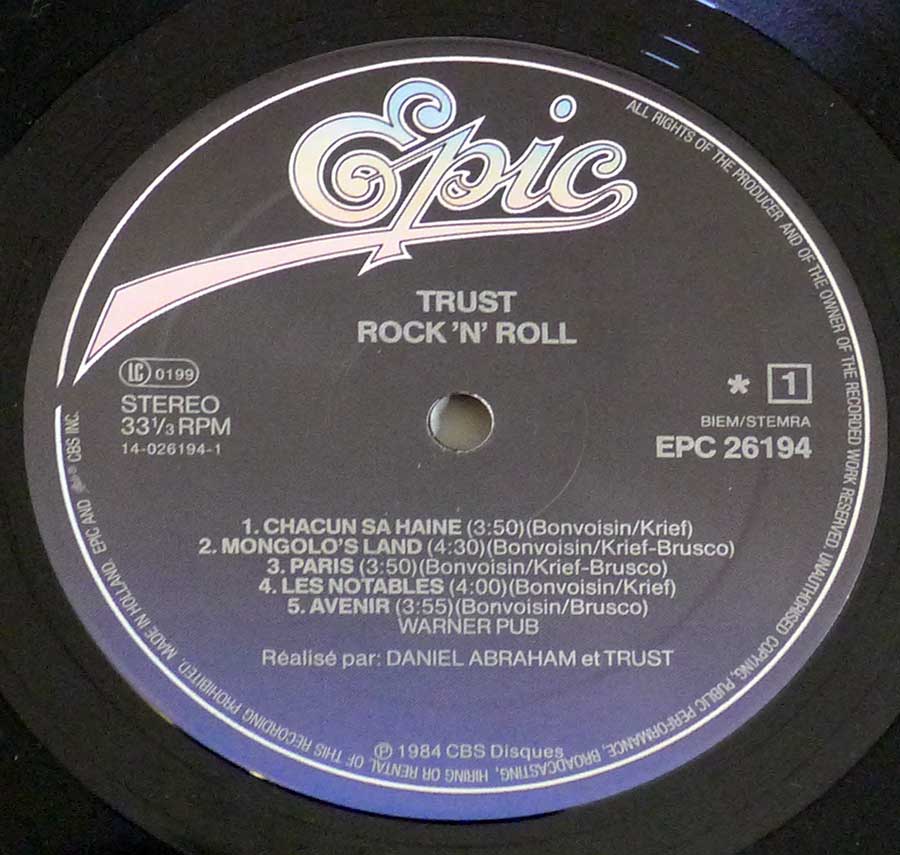 Epic
TRUST
ROCK 'N' ROLL
LC 0199
STEREO
33 1/3 RPM
14-026194-1
* 1
BIEM/STEMRA
EPC 26194
1. CHACUN SA HAINE (3:50)(Bonvoisin/Krief)
2. MONGOLO'S LAND (4:30)(Bonvoisin/Krief-Brusco)
3. PARIS (3:50)(Bonvoisin/Krief-Brusco)
4. LES NOTABLES (4:00)(Bonvoisin/Krief)
5. AVENIR (3:55)(Bonvoisin/Brusco)
WARNER PUB
Réalisé par: DANIEL ABRAHAM et TRUST
℗ 1984 CBS Disques
ALL RIGHTS OF THE PRODUCER AND OF THE OWNER OF THE RECORDED WORK RESERVED. UNAUTHORISED COPYING, PUBLIC PERFORMANCE, BROADCASTING, HIRING OR RENTAL OF THIS RECORDING PROHIBITED. MADE IN HOLLAND. EPIC AND CBS INC.